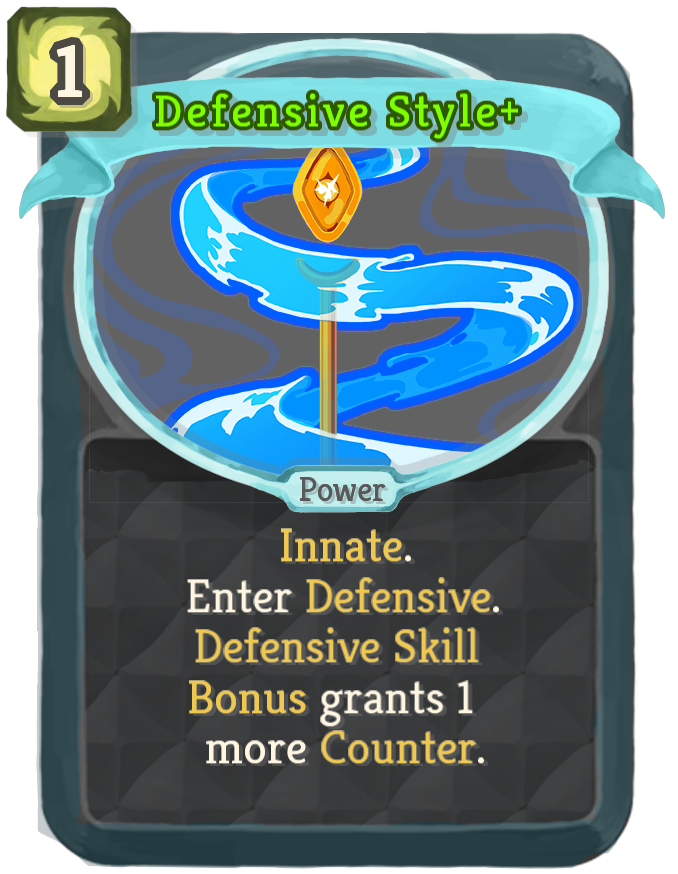 1
Defensive Style+
Power
Innate.
Enter Defensive.
Defensive Skill
Bonus grants 1
more Counter.